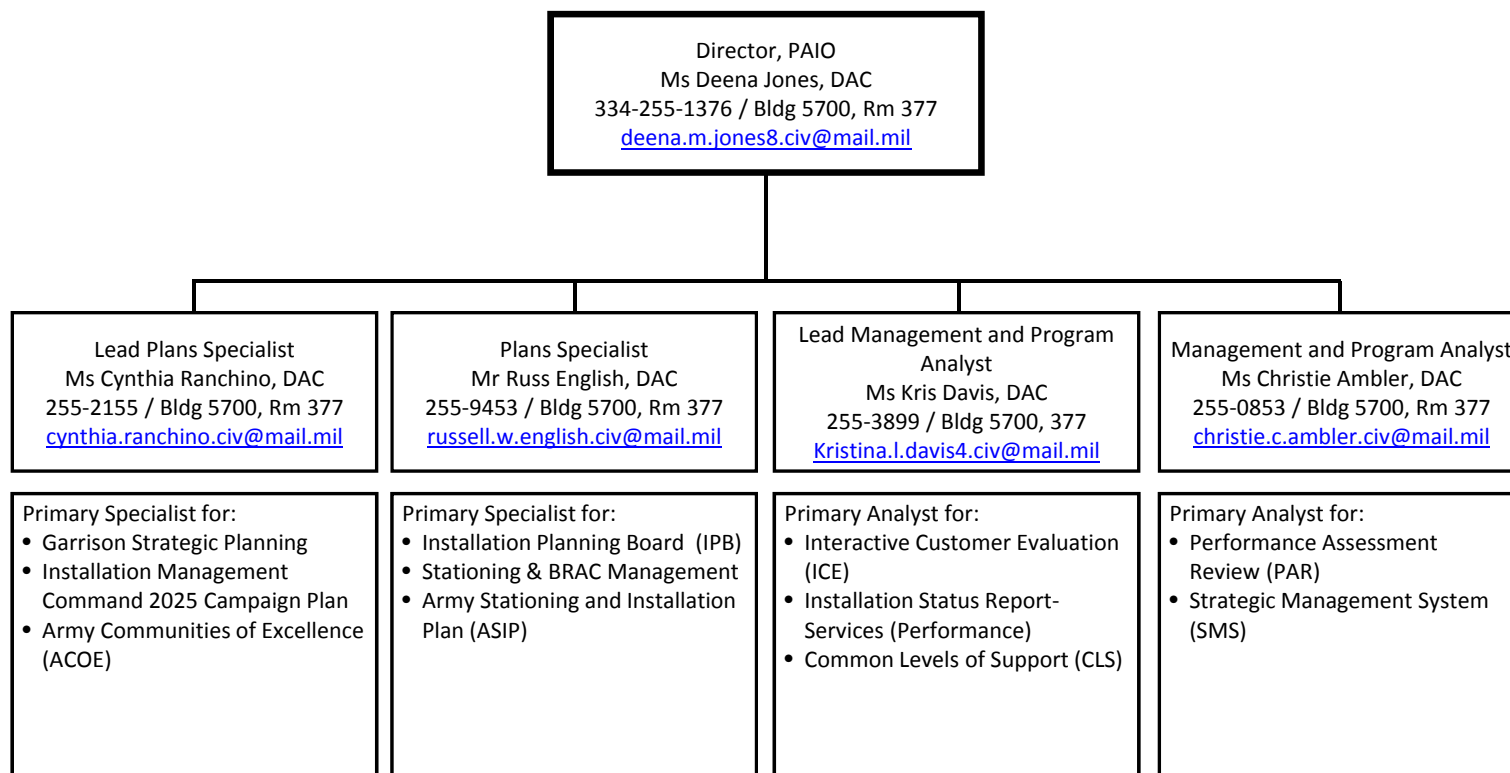 Director, PAIO
Ms Deena Jones, DAC
334-255-1376 / Bldg 5700, Rm 377
deena.m.jones8.civ@mail.mil
Lead Plans Specialist
Ms Cynthia Ranchino, DAC
255-2155 / Bldg 5700, Rm 377
cynthia.ranchino.civ@mail.mil
Plans Specialist
Mr Russ English, DAC
255-9453 / Bldg 5700, Rm 377
russell.w.english.civ@mail.mil
Lead Management and Program
Analyst
Ms Kris Davis, DAC
255-3899 / Bldg 5700, 377
Kristina.l.davis4.civ@mail.mil
Management and Program Analyst
Ms Christie Ambler, DAC
255-0853 / Bldg 5700, Rm 377
christie.c.ambler.civ@mail.mil
Primary Specialist for:
• Garrison Strategic Planning
• Installation Management
Command 2025 Campaign Plan
• Army Communities of Excellence
(ACOE)
Primary Specialist for:
• Installation Planning Board (IPB)
• Stationing & BRAC Management
• Army Stationing and Installation
Plan (ASIP)
Primary Analyst for:
• Interactive Customer Evaluation
(ICE)
• Installation Status Report-
Services (Performance)
• Common Levels of Support (CLS)
Primary Analyst for:
• Performance Assessment
Review (PAR)
• Strategic Management System
(SMS)